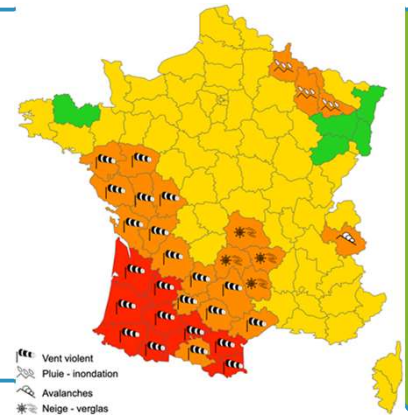 Vent violent
Pluie - inondation
Avalanches
Neige - verglas